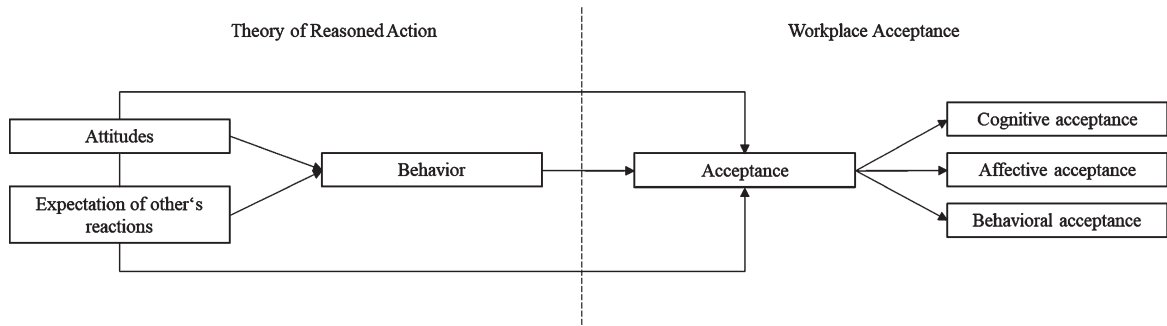 Theory of Reasoned Action
Workplace Acceptance
Attitudes
Expectation of other‘s
reactions
Behavior
Acceptance
Cognitive acceptance
Affective acceptance
Behavioral acceptance